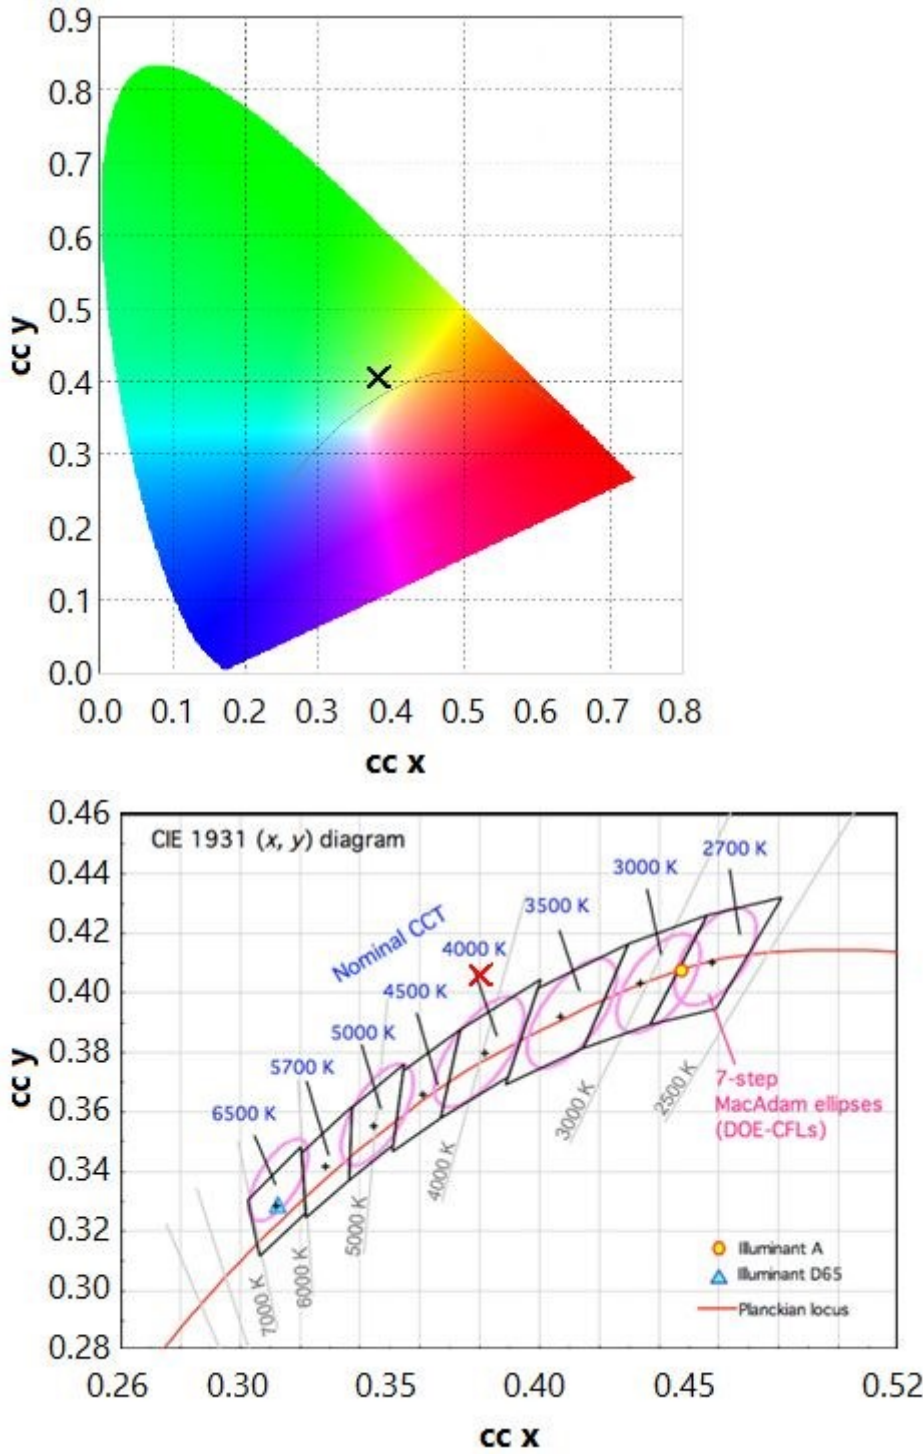 0.9
0.8
0.7
0.6
0.5
0.4
0.3
0.2
0.1
0.0
cc y
0.0 0.1 0.2 0.3 0.4 0.5 0.6 0.7 0.8
cc x
0.46
0.44
0.42
0.40
0.38
0.36
0.34
0.32
0.30
0.28
cc y
CIE 1931 (x, y) diagram
Nominal CCT
2700 K
3000 K
3500 K
4000 K
4500 K
5000 K
5700 K
6500 K
7000 K
6000 K
5000 K
4000 K
3000 K
2500 K
7-step
MacAdam ellipses
(DOE-CFLs)
Illuminant A
Illuminant D65
Planckian locus
0.26 0.30 0.35 0.40 0.45 0.52
cc x